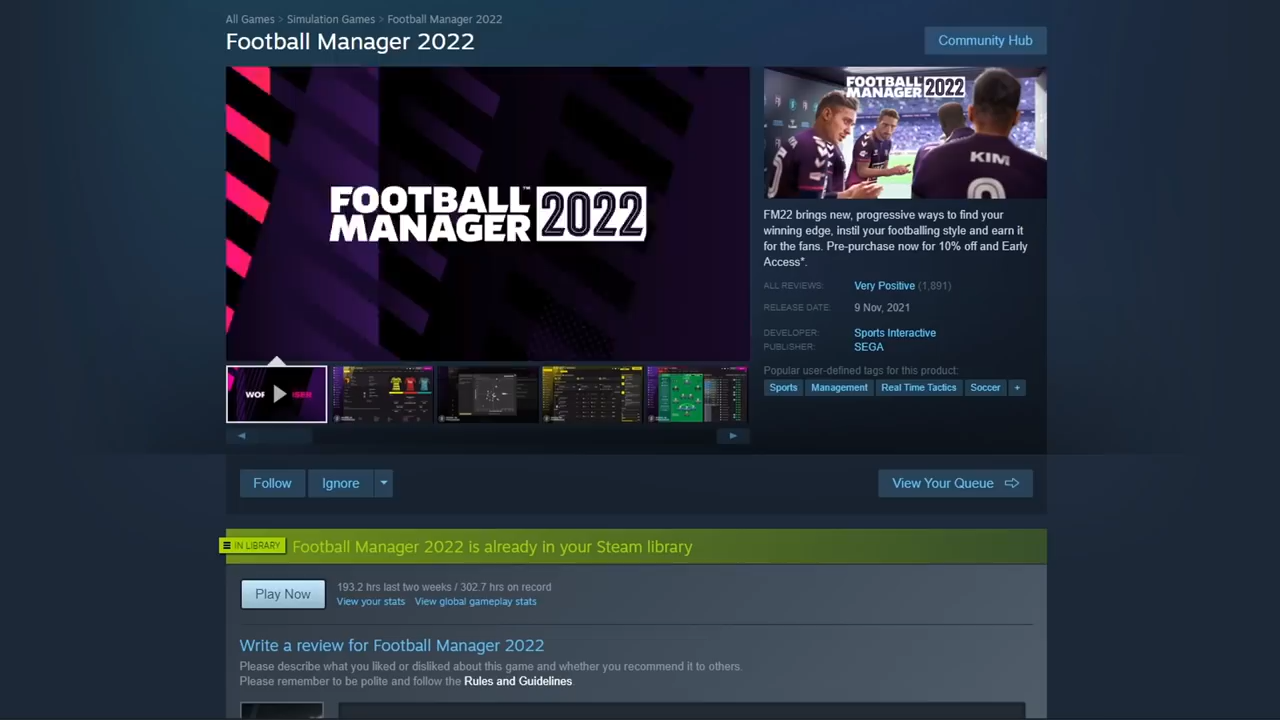 All Games > Simulation Games > Football Manager 2022
Football Manager 2022
Community Hub
FOOTBALL MANAGER™ 2022
FOOTBALL MANAGER 2022
KIM
FM22 brings new, progressive ways to find your
winning edge, instil your footballing style and earn it
for the fans. Pre-purchase now for 10% off and Early
Access*.
ALL REVIEWS: Very Positive (1,891)
RELEASE DATE: 9 Nov, 2021
DEVELOPER: Sports Interactive
PUBLISHER: SEGA
Popular user-defined tags for this product:
Sports Management Real Time Tactics Soccer +
Follow Ignore View Your Queue
IN LIBRARY Football Manager 2022 is already in your Steam library
Play Now
193.2 hrs last two weeks / 302.7 hrs on record
View your stats View global gameplay stats
Write a review for Football Manager 2022
Please describe what you liked or disliked about this game and whether you recommend it to others.
Please remember to be polite and follow the Rules and Guidelines